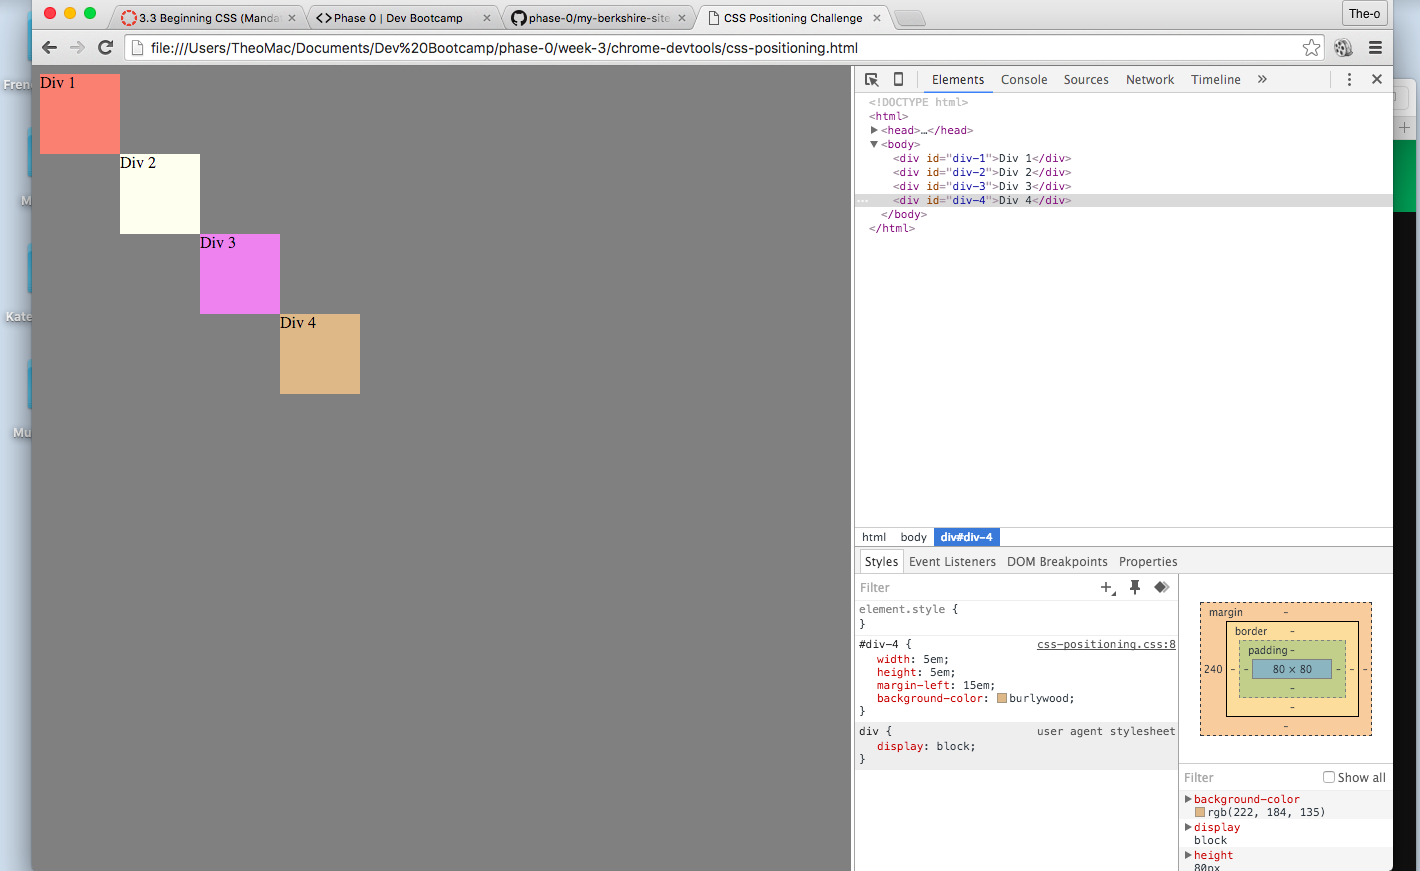 3.3 Beginning CSS (Manda
Phase 0 | Dev Bootcamp
phase-0/my-berkshire-site
CSS Positioning Challenge
The-o
file:///Users/TheoMac/Documents/Dev%20Bootcamp/phase-0/week-3/chrome-devtools/css-positioning.html
Fren
M
Kate
Mu
Div 1
Div 2
Div 3
Div 4
Elements Console Sources Network Timeline »
<!DOCTYPE html>
<html>
<head>…</head>
<body>
<div id="div-1">Div 1</div>
<div id="div-2">Div 2</div>
<div id="div-3">Div 3</div>
<div id="div-4">Div 4</div>
</body>
</html>
html body div#div-4
Styles Event Listeners DOM Breakpoints Properties
Filter
element.style {
}
#div-4 { css-positioning.css:8
width: 5em;
height: 5em;
margin-left: 15em;
background-color: burlywood;
}
div { user agent stylesheet
display: block;
}
margin -
border -
padding -
240 - - 80 × 80 - - -
-
-
-
Filter Show all
background-color
rgb(222, 184, 135)
display
block
height
80px